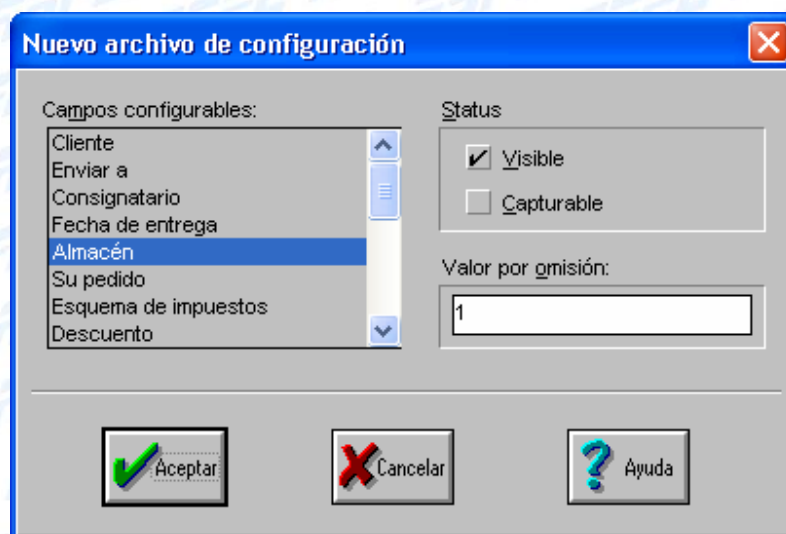 Nuevo archivo de configuración
Campos configurables:
Cliente
Enviar a
Consignatario
Fecha de entrega
Almacén
Su pedido
Esquema de impuestos
Descuento
Status
Visible
Capturable
Valor por omisión:
1
Aceptar
Cancelar
Ayuda